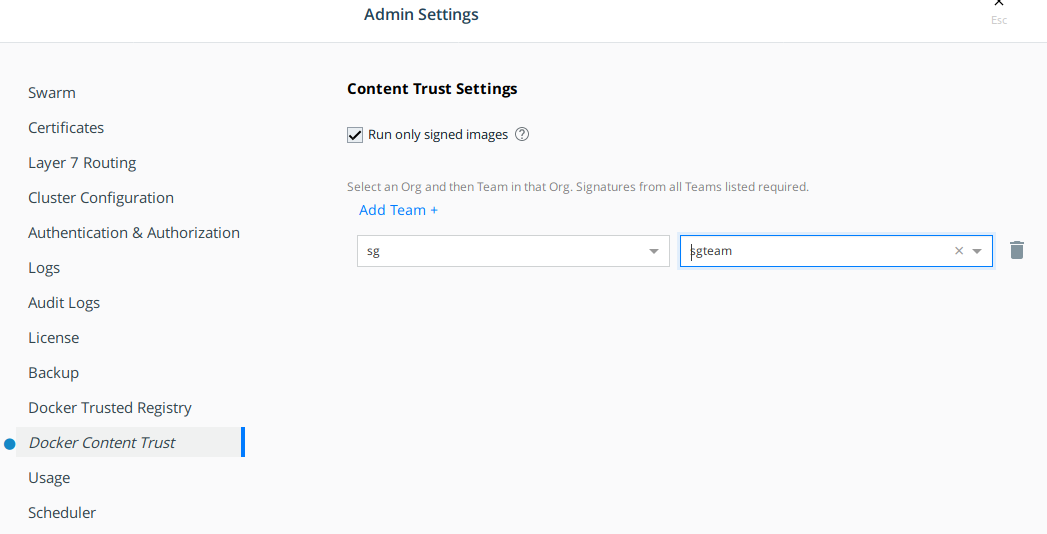 Admin Settings
Esc
Swarm
Certificates
Layer 7 Routing
Cluster Configuration
Authentication & Authorization
Logs
Audit Logs
License
Backup
Docker Trusted Registry
Docker Content Trust
Usage
Scheduler
Content Trust Settings
Run only signed images
Select an Org and then Team in that Org. Signatures from all Teams listed required.
Add Team +
sg
sgteam